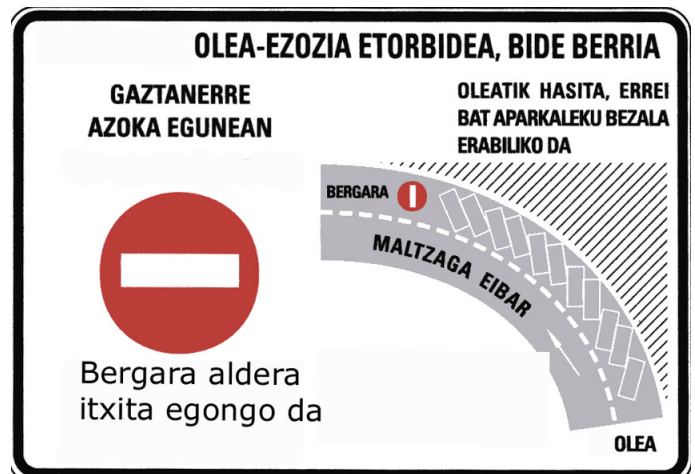 OLEA-EZOZIA ETORBIDEA, BIDE BERRIA
GAZTANERRE
AZOKA EGUNEAN
OLEATIK HASITA, ERREI
BAT APARKALEKU BEZALA
ERABILIKO DA
BERGARA
MALTZAGA EIBAR
OLEA
Bergara aldera
itxita egongo da